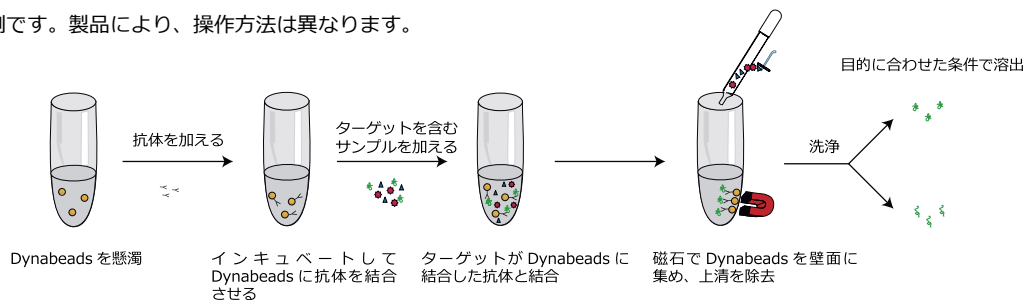 例です。製品により、操作方法は異なります。
目的に合わせた条件で溶出
抗体を加える
ターゲットを含む
サンプルを加える
洗浄
Dynabeads を懸濁
インキュベートして
Dynabeads に抗体を結合
させる
ターゲットが Dynabeads に
結合した抗体と結合
磁石で Dynabeads を壁面に
集め、上清を除去